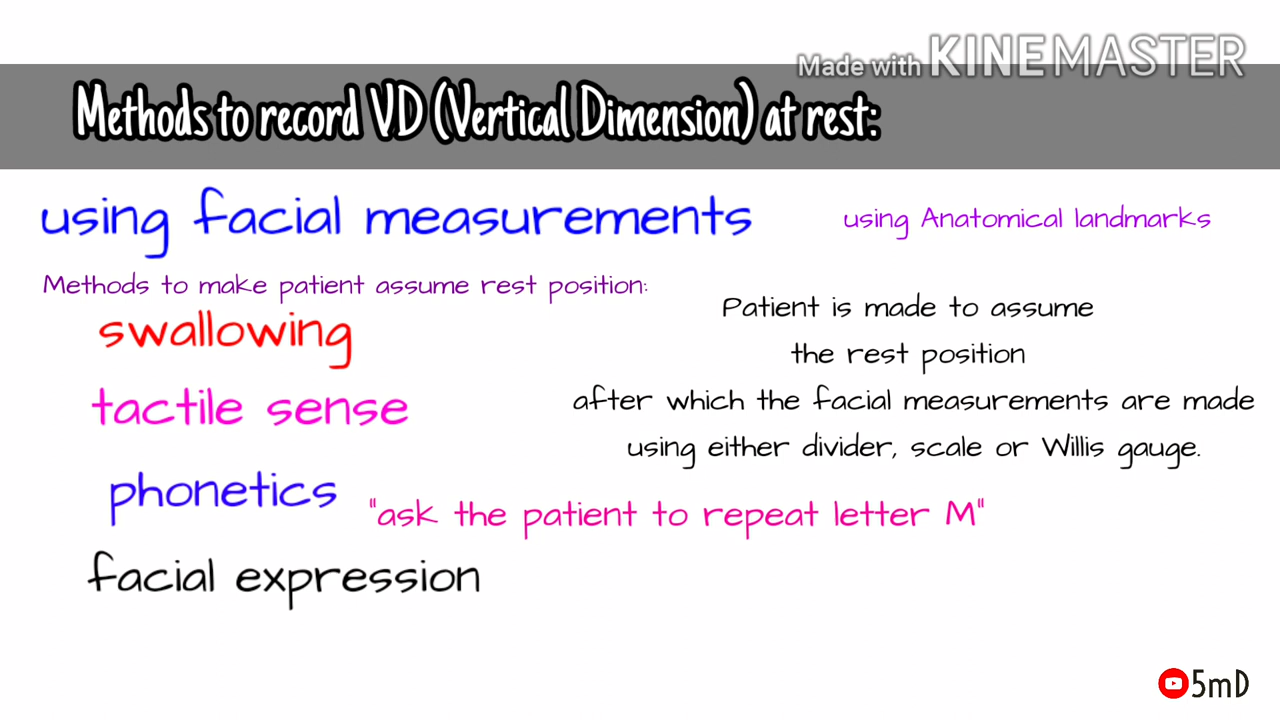 Made with KINEMASTER
Methods to record VD (Vertical Dimension) at rest:
using facial measurements
using Anatomical landmarks
Methods to make patient assume rest position:
swallowing
tactile sense
phonetics
"ask the patient to repeat letter M"
facial expression
Patient is made to assume
the rest position
after which the facial measurements are made
using either divider, scale or Willis gauge.
5mD